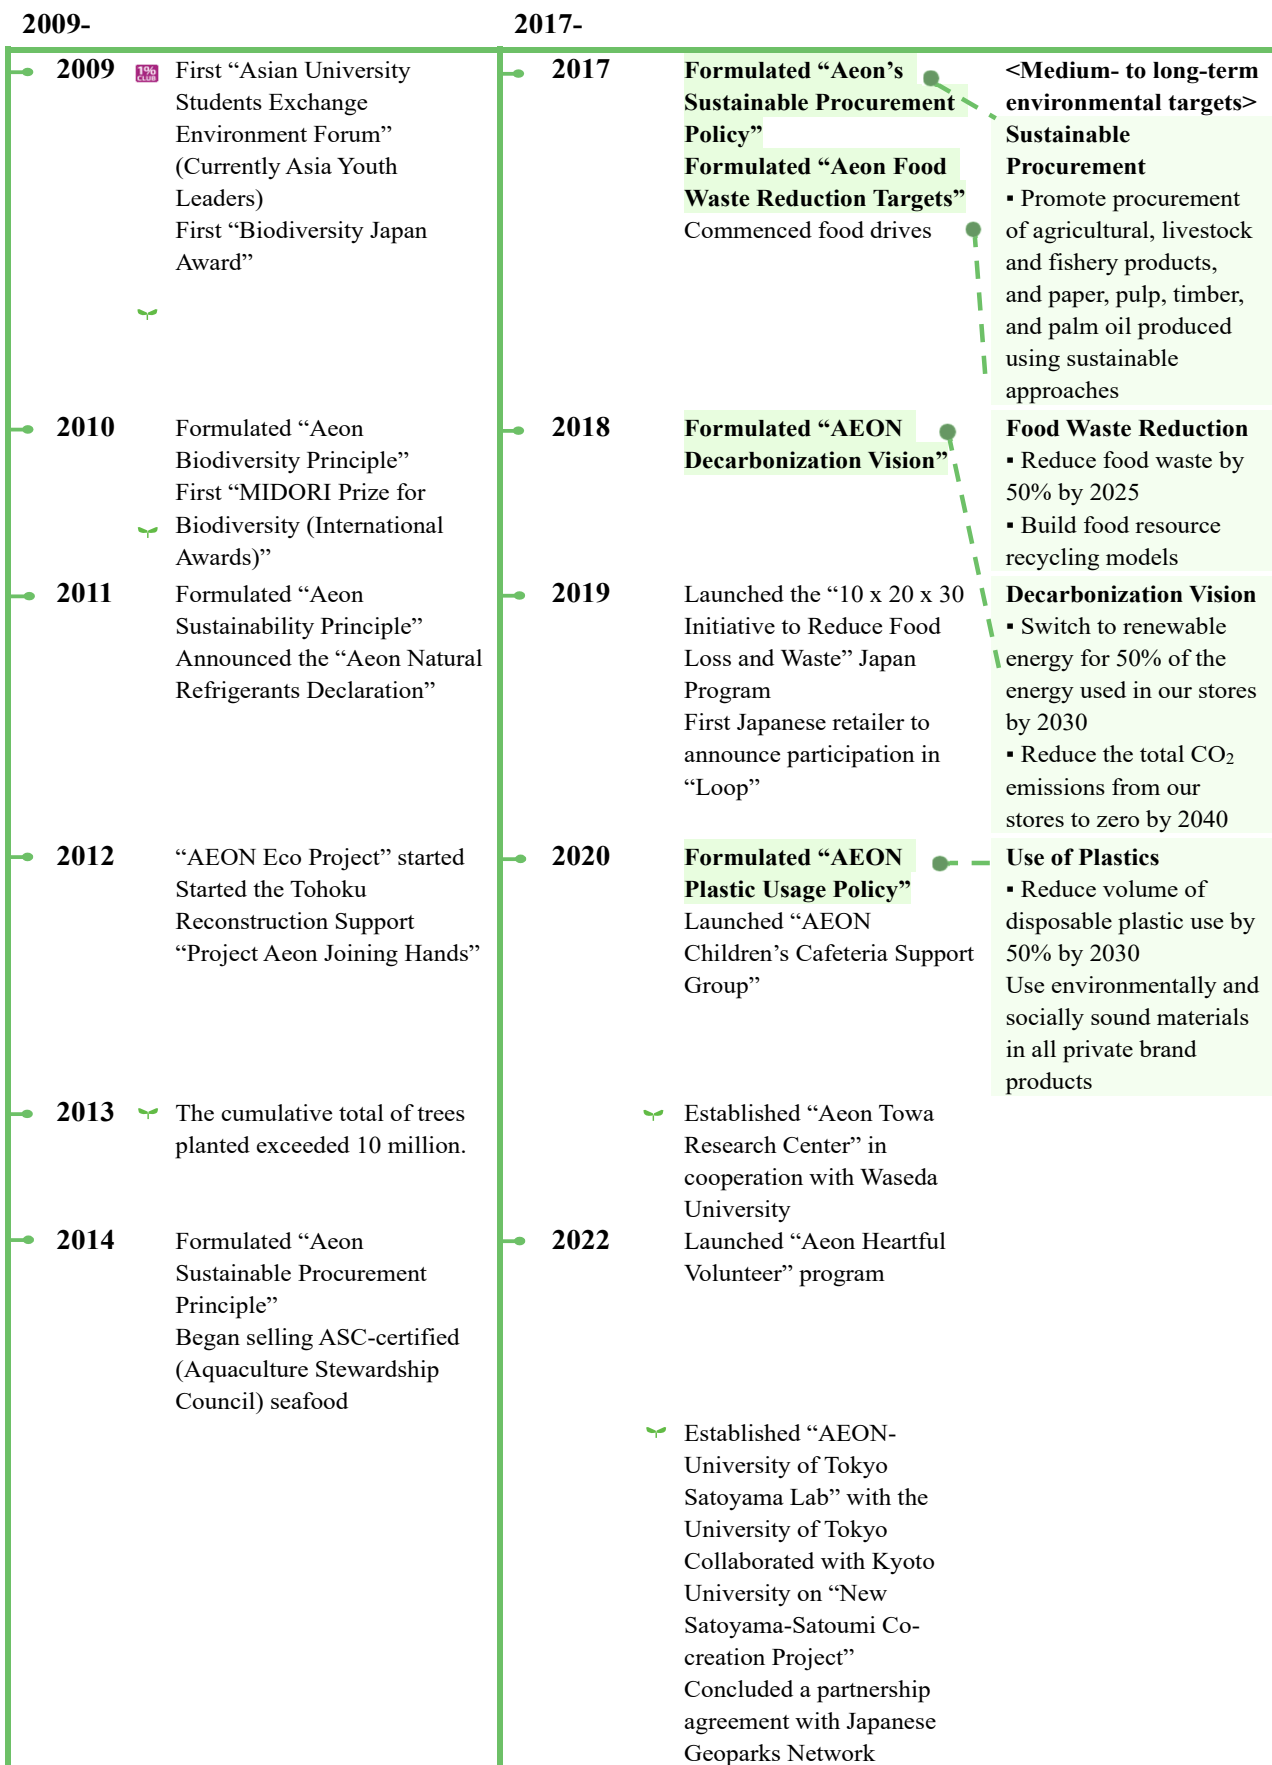 2009-
2009
1% CLUB
First “Asian University
Students Exchange
Environment Forum”
(Currently Asia Youth
Leaders)
First “Biodiversity Japan
Award”
2010
Formulated “Aeon
Biodiversity Principle”
First “MIDORI Prize for
Biodiversity (International
Awards)”
2011
Formulated “Aeon
Sustainability Principle”
Announced the “Aeon Natural
Refrigerants Declaration”
2012
“AEON Eco Project” started
Started the Tohoku
Reconstruction Support
“Project Aeon Joining Hands”
2013
The cumulative total of trees
planted exceeded 10 million.
2014
Formulated “Aeon
Sustainable Procurement
Principle”
Began selling ASC-certified
(Aquaculture Stewardship
Council) seafood
2017-
2017
Formulated “Aeon’s
Sustainable Procurement
Policy”
Formulated “Aeon Food
Waste Reduction Targets”
Commenced food drives
2018
Formulated “AEON
Decarbonization Vision”
2019
Launched the “10 x 20 x 30
Initiative to Reduce Food
Loss and Waste” Japan
Program
First Japanese retailer to
announce participation in
“Loop”
2020
Formulated “AEON
Plastic Usage Policy”
Launched “AEON
Children’s Cafeteria Support
Group”
Established “Aeon Towa
Research Center” in
cooperation with Waseda
University
2022
Launched “Aeon Heartful
Volunteer” program
Established “AEON-
University of Tokyo
Satoyama Lab” with the
University of Tokyo
Collaborated with Kyoto
University on “New
Satoyama-Satoumi Co-
creation Project”
Concluded a partnership
agreement with Japanese
Geoparks Network
<Medium- to long-term
environmental targets>
Sustainable
Procurement
▪ Promote procurement
of agricultural, livestock
and fishery products,
and paper, pulp, timber,
and palm oil produced
using sustainable
approaches
Food Waste Reduction
▪ Reduce food waste by
50% by 2025
▪ Build food resource
recycling models
Decarbonization Vision
▪ Switch to renewable
energy for 50% of the
energy used in our stores
by 2030
▪ Reduce the total CO₂
emissions from our
stores to zero by 2040
Use of Plastics
▪ Reduce volume of
disposable plastic use by
50% by 2030
Use environmentally and
socially sound materials
in all private brand
products